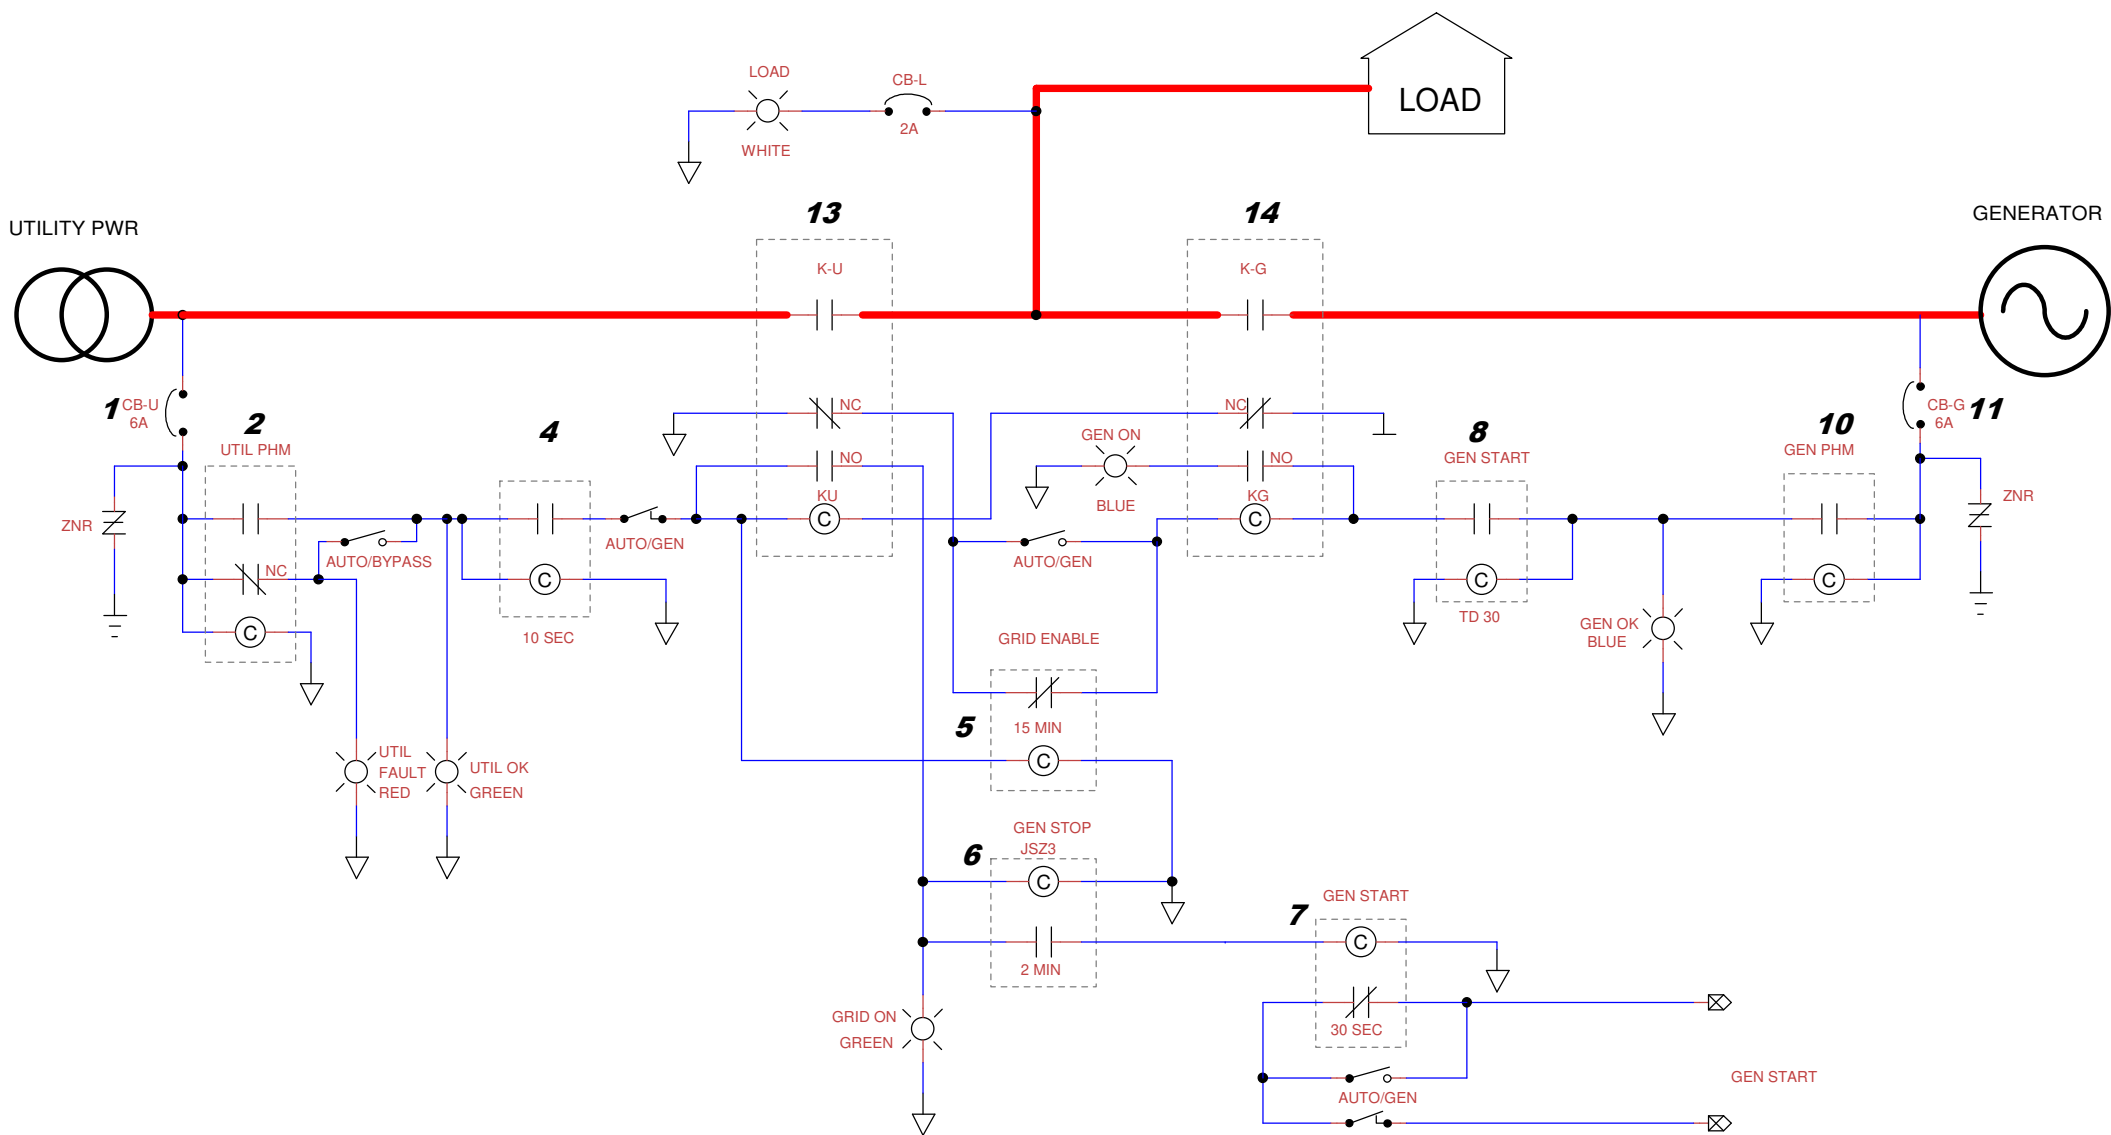 LOAD
CB-L
2A
WHITE
LOAD
UTILITY PWR
13
14
GENERATOR
K-U
K-G
1
CB-U
6A
2
UTIL PHM
4
NC
NO
KU
NC
GEN ON
BLUE
NO
KG
8
GEN START
10
GEN PHM
CB-G
6A
11
ZNR
ZNR
NC
AUTO/BYPASS
C
C
10 SEC
AUTO/GEN
C
AUTO/GEN
C
C
TD 30
GEN OK
BLUE
C
GRID ENABLE
5
15 MIN
C
UTIL
FAULT
RED
UTIL OK
GREEN
GEN STOP
JSZ3
6
C
2 MIN
7
GEN START
C
30 SEC
GRID ON
GREEN
AUTO/GEN
GEN START